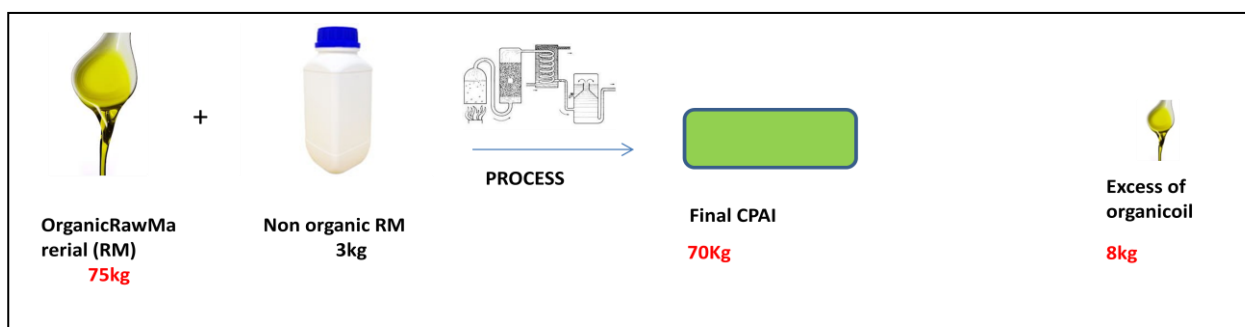 +
PROCESS
OrganicRawMa
rerial (RM)
75kg
Non organic RM
3kg
Final CPAI
70Kg
Excess of
organicoil
8kg